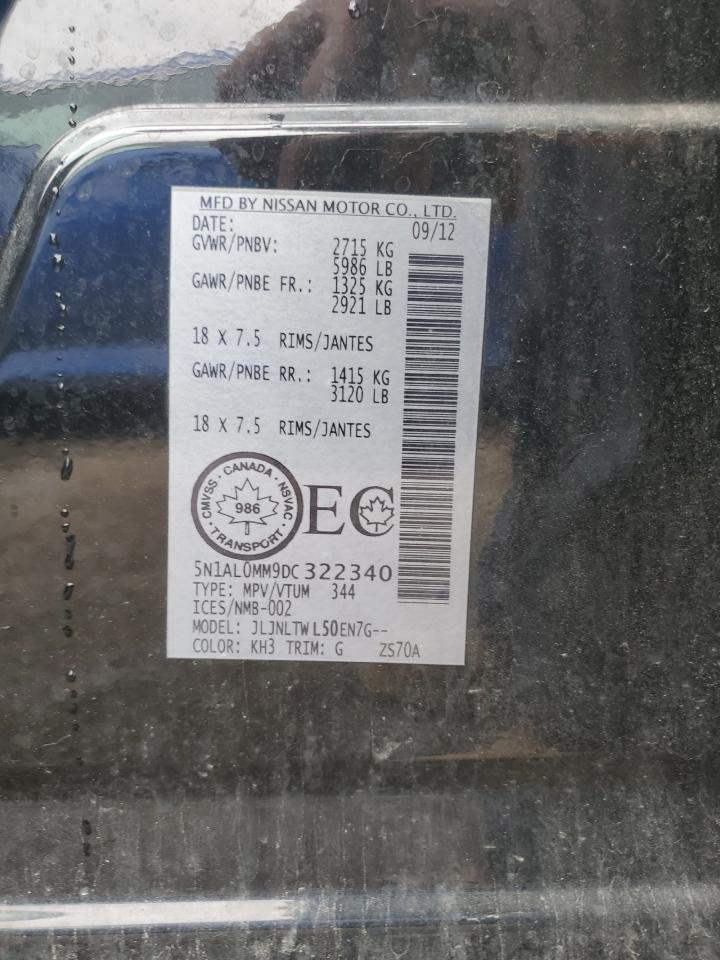 MFD BY NISSAN MOTOR CO., LTD.
DATE: 09/12
GVWR/PNBV: 2715 KG
5986 LB
GAWR/PNBE FR.: 1325 KG
2921 LB
18 X 7.5 RIMS/JANTES
GAWR/PNBE RR.: 1415 KG
3120 LB
18 X 7.5 RIMS/JANTES
CMVSS · CANADA · NSVAC · TRANSPORT ·
986
EC
5N1AL0MM9DC322340
TYPE: MPV/VTUM 344
ICES/NMB-002
MODEL: JLJNLTWL50EN7G--
COLOR: KH3 TRIM: G ZS70A